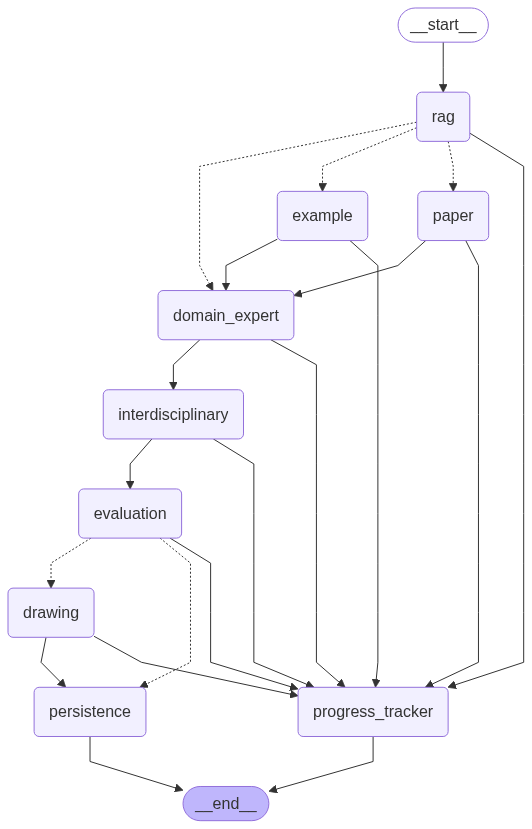 __start__
rag
example
paper
domain_expert
interdisciplinary
evaluation
drawing
persistence
progress_tracker
__end__